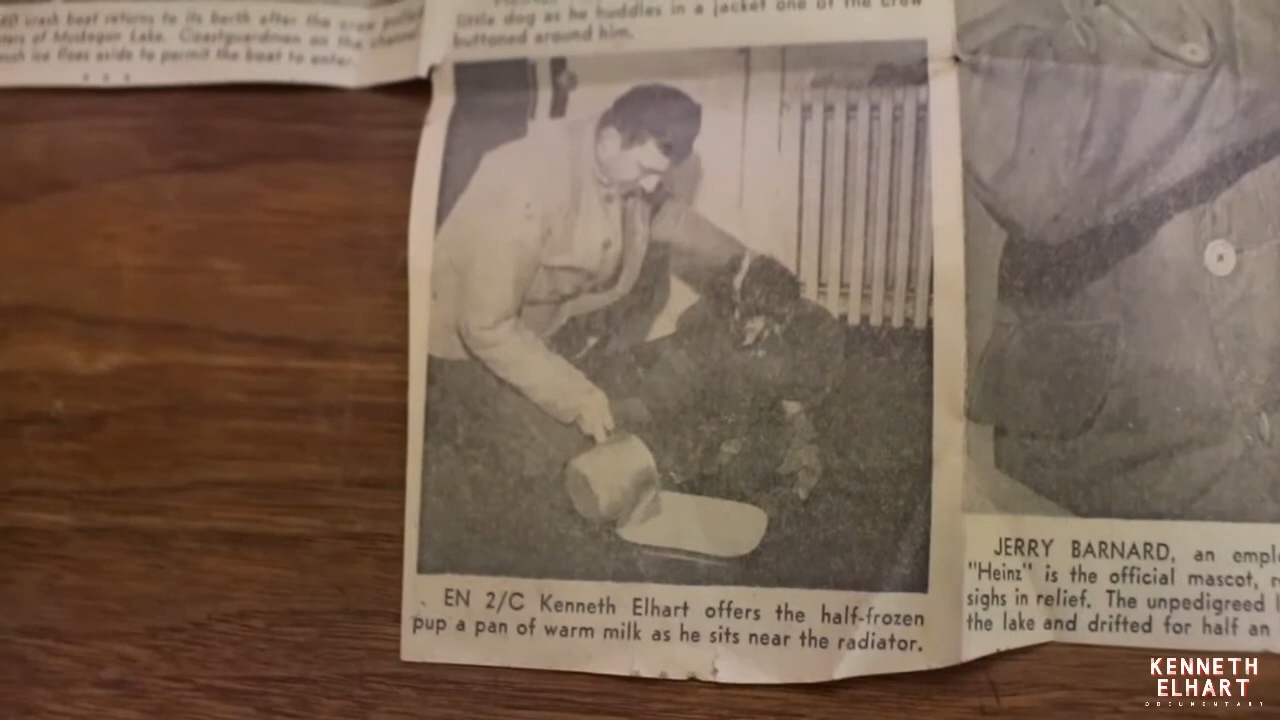 40 crash boat returns to its berth after the crew
of Muskegon Lake. Coastguardmen on the channel
ice floes aside to permit the boat to enter.
little dog as he huddles in a jacket one of the crew
buttoned around him.
EN 2/C Kenneth Elhart offers the half-frozen
pup a pan of warm milk as he sits near the radiator.
JERRY BARNARD, an
"Heinz" is the official mascot,
sighs in relief. The unpedigreed
the lake and drifted for half an
KENNETH
ELHART
DOCUMENTARY